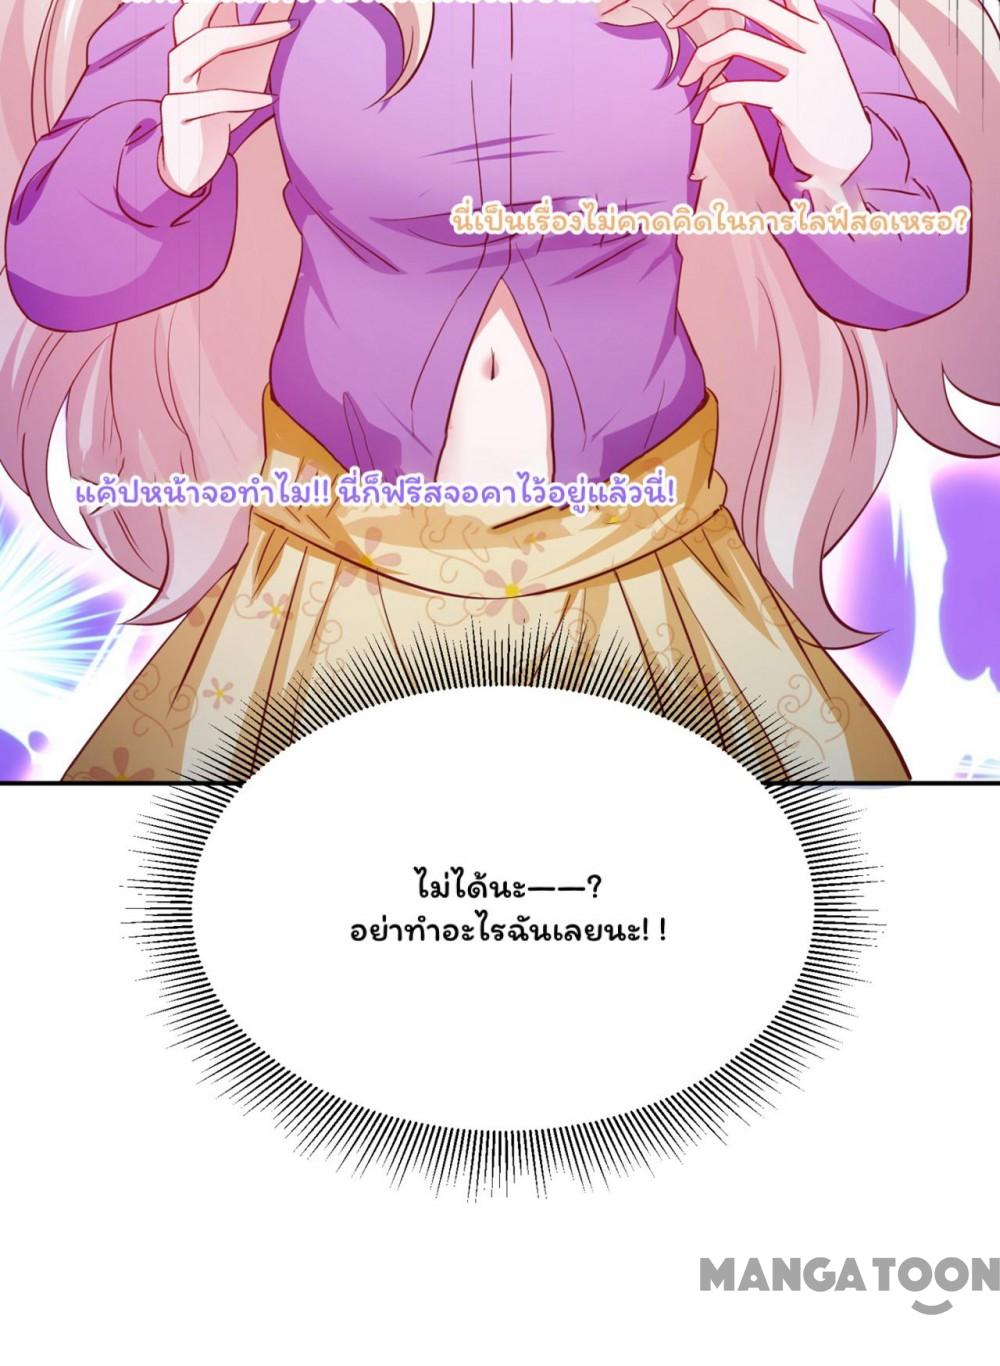 นี่เป็นเรื่องไม่คาดคิดในการไลฟ์สดเหรอ?
แค้ปหน้าจอทำไม!! นี่ก็ฟรีสจอคาไว้อยู่แล้วนี่!
ไม่ได้นะ——?
อย่าทำอะไรฉันเลยนะ! !
MANGATOON